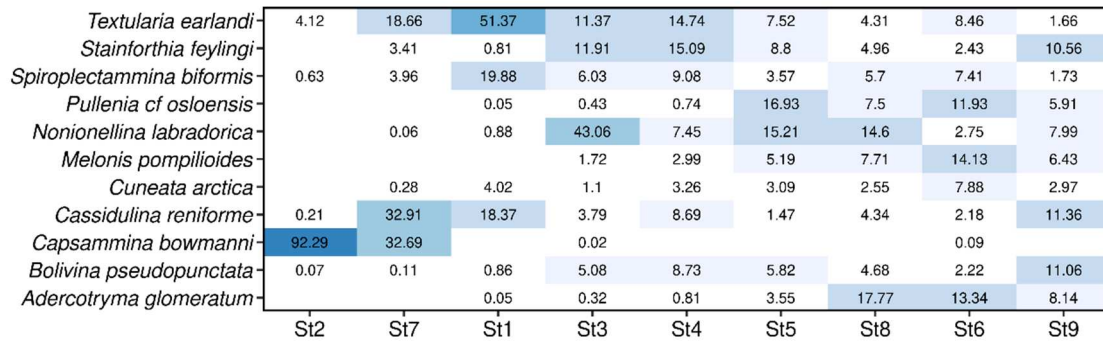 Textularia earlandi 4.12 18.66 51.37 11.37 14.74 7.52 4.31 8.46 1.66
Stainforthia feylingi 3.41 0.81 11.91 15.09 8.8 4.96 2.43 10.56
Spiroplectammina biformis 0.63 3.96 19.88 6.03 9.08 3.57 5.7 7.41 1.73
Pullenia cf osloensis 0.05 0.43 0.74 16.93 7.5 11.93 5.91
Nonionellina labradorica 0.06 0.88 43.06 7.45 15.21 14.6 2.75 7.99
Melonis pompilioides 1.72 2.99 5.19 7.71 14.13 6.43
Cuneata arctica 0.28 4.02 1.1 3.26 3.09 2.55 7.88 2.97
Cassidulina reniforme 0.21 32.91 18.37 3.79 8.69 1.47 4.34 2.18 11.36
Capsammina bowmanni 92.29 32.69 0.02 0.09
Bolivina pseudopunctata 0.07 0.11 0.86 5.08 8.73 5.82 4.68 2.22 11.06
Adercotryma glomeratum 0.05 0.32 0.81 3.55 17.77 13.34 8.14
St2 St7 St1 St3 St4 St5 St8 St6 St9